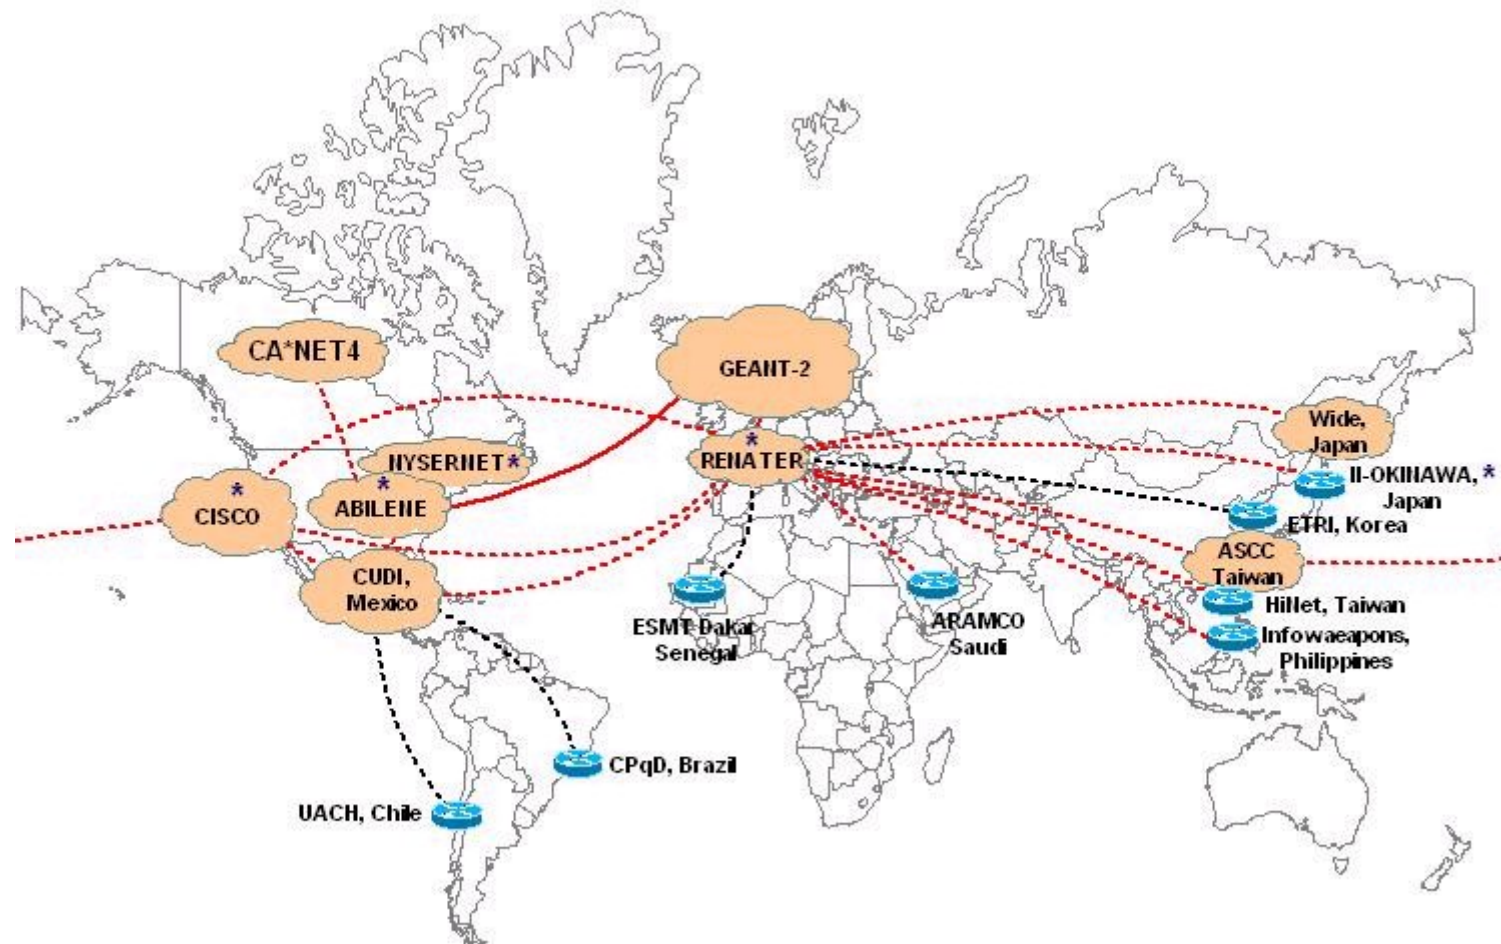 CA*NET4
GEANT-2
NYSERNET*
*
RENATER
*
ABILENE
*
CISCO
CUDI,
Mexico
Wide,
Japan
II-OKINAWA, *
Japan
ETRI, Korea
ASCC
Taiwan
HiNet, Taiwan
Infowaeapons,
Philippines
ESMT Dakar
Senegal
ARAMCO
Saudi
CPqD, Brazil
UACH, Chile